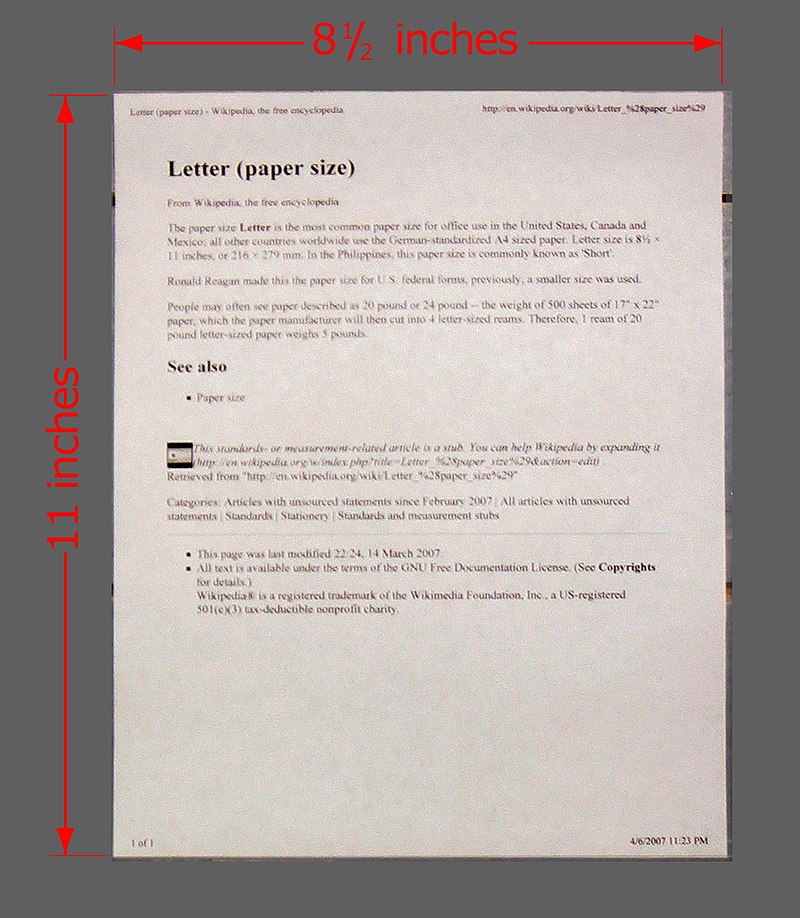 8½ inches
11 inches
Letter (paper size) - Wikipedia, the free encyclopedia
http://en.wikipedia.org/wiki/Letter_%28paper_size%29
Letter (paper size)
From Wikipedia, the free encyclopedia
The paper size Letter is the most common paper size for office use in the United States, Canada and
Mexico; all other countries worldwide use the German-standardized A4 sized paper. Letter size is 8½ ×
11 inches, or 216 × 279 mm. In the Philippines, this paper size is commonly known as 'Short'.
Ronald Reagan made this the paper size for U.S. federal forms, previously, a smaller size was used.
People may often see paper described as 20 pound or 24 pound -- the weight of 500 sheets of 17" x 22"
paper, which the paper manufacturer will then cut into 4 letter-sized reams. Therefore, 1 ream of 20
pound letter-sized paper weighs 5 pounds.
See also
• Paper size
This standards- or measurement-related article is a stub. You can help Wikipedia by expanding it
(http://en.wikipedia.org/w/index.php?title=Letter_%28paper_size%29&action=edit)
Retrieved from "http://en.wikipedia.org/wiki/Letter_%28paper_size%29"
Categories: Articles with unsourced statements since February 2007 | All articles with unsourced
statements | Standards | Stationery | Standards and measurement stubs
• This page was last modified 22:24, 14 March 2007.
• All text is available under the terms of the GNU Free Documentation License. (See Copyrights
for details.)
Wikipedia® is a registered trademark of the Wikimedia Foundation, Inc., a US-registered
501(c)(3) tax-deductible nonprofit charity.
1 of 1
4/6/2007 11:23 PM